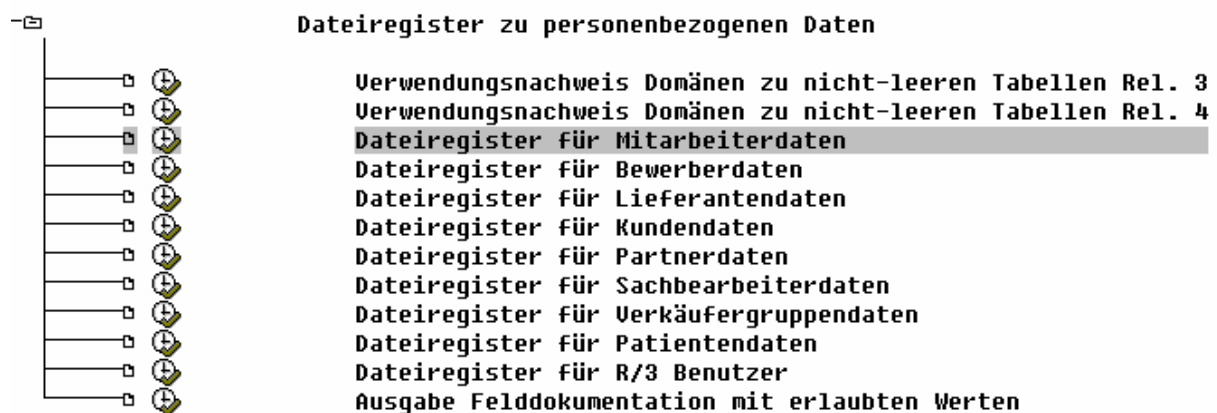 Dateiregister zu personenbezogenen Daten
Verwendungsnachweis Domänen zu nicht-leeren Tabellen Rel. 3
Verwendungsnachweis Domänen zu nicht-leeren Tabellen Rel. 4
Dateiregister für Mitarbeiterdaten
Dateiregister für Bewerberdaten
Dateiregister für Lieferantendaten
Dateiregister für Kundendaten
Dateiregister für Partnerdaten
Dateiregister für Sachbearbeiterdaten
Dateiregister für Verkäufergruppendaten
Dateiregister für Patientendaten
Dateiregister für R/3 Benutzer
Ausgabe Felddokumentation mit erlaubten Werten